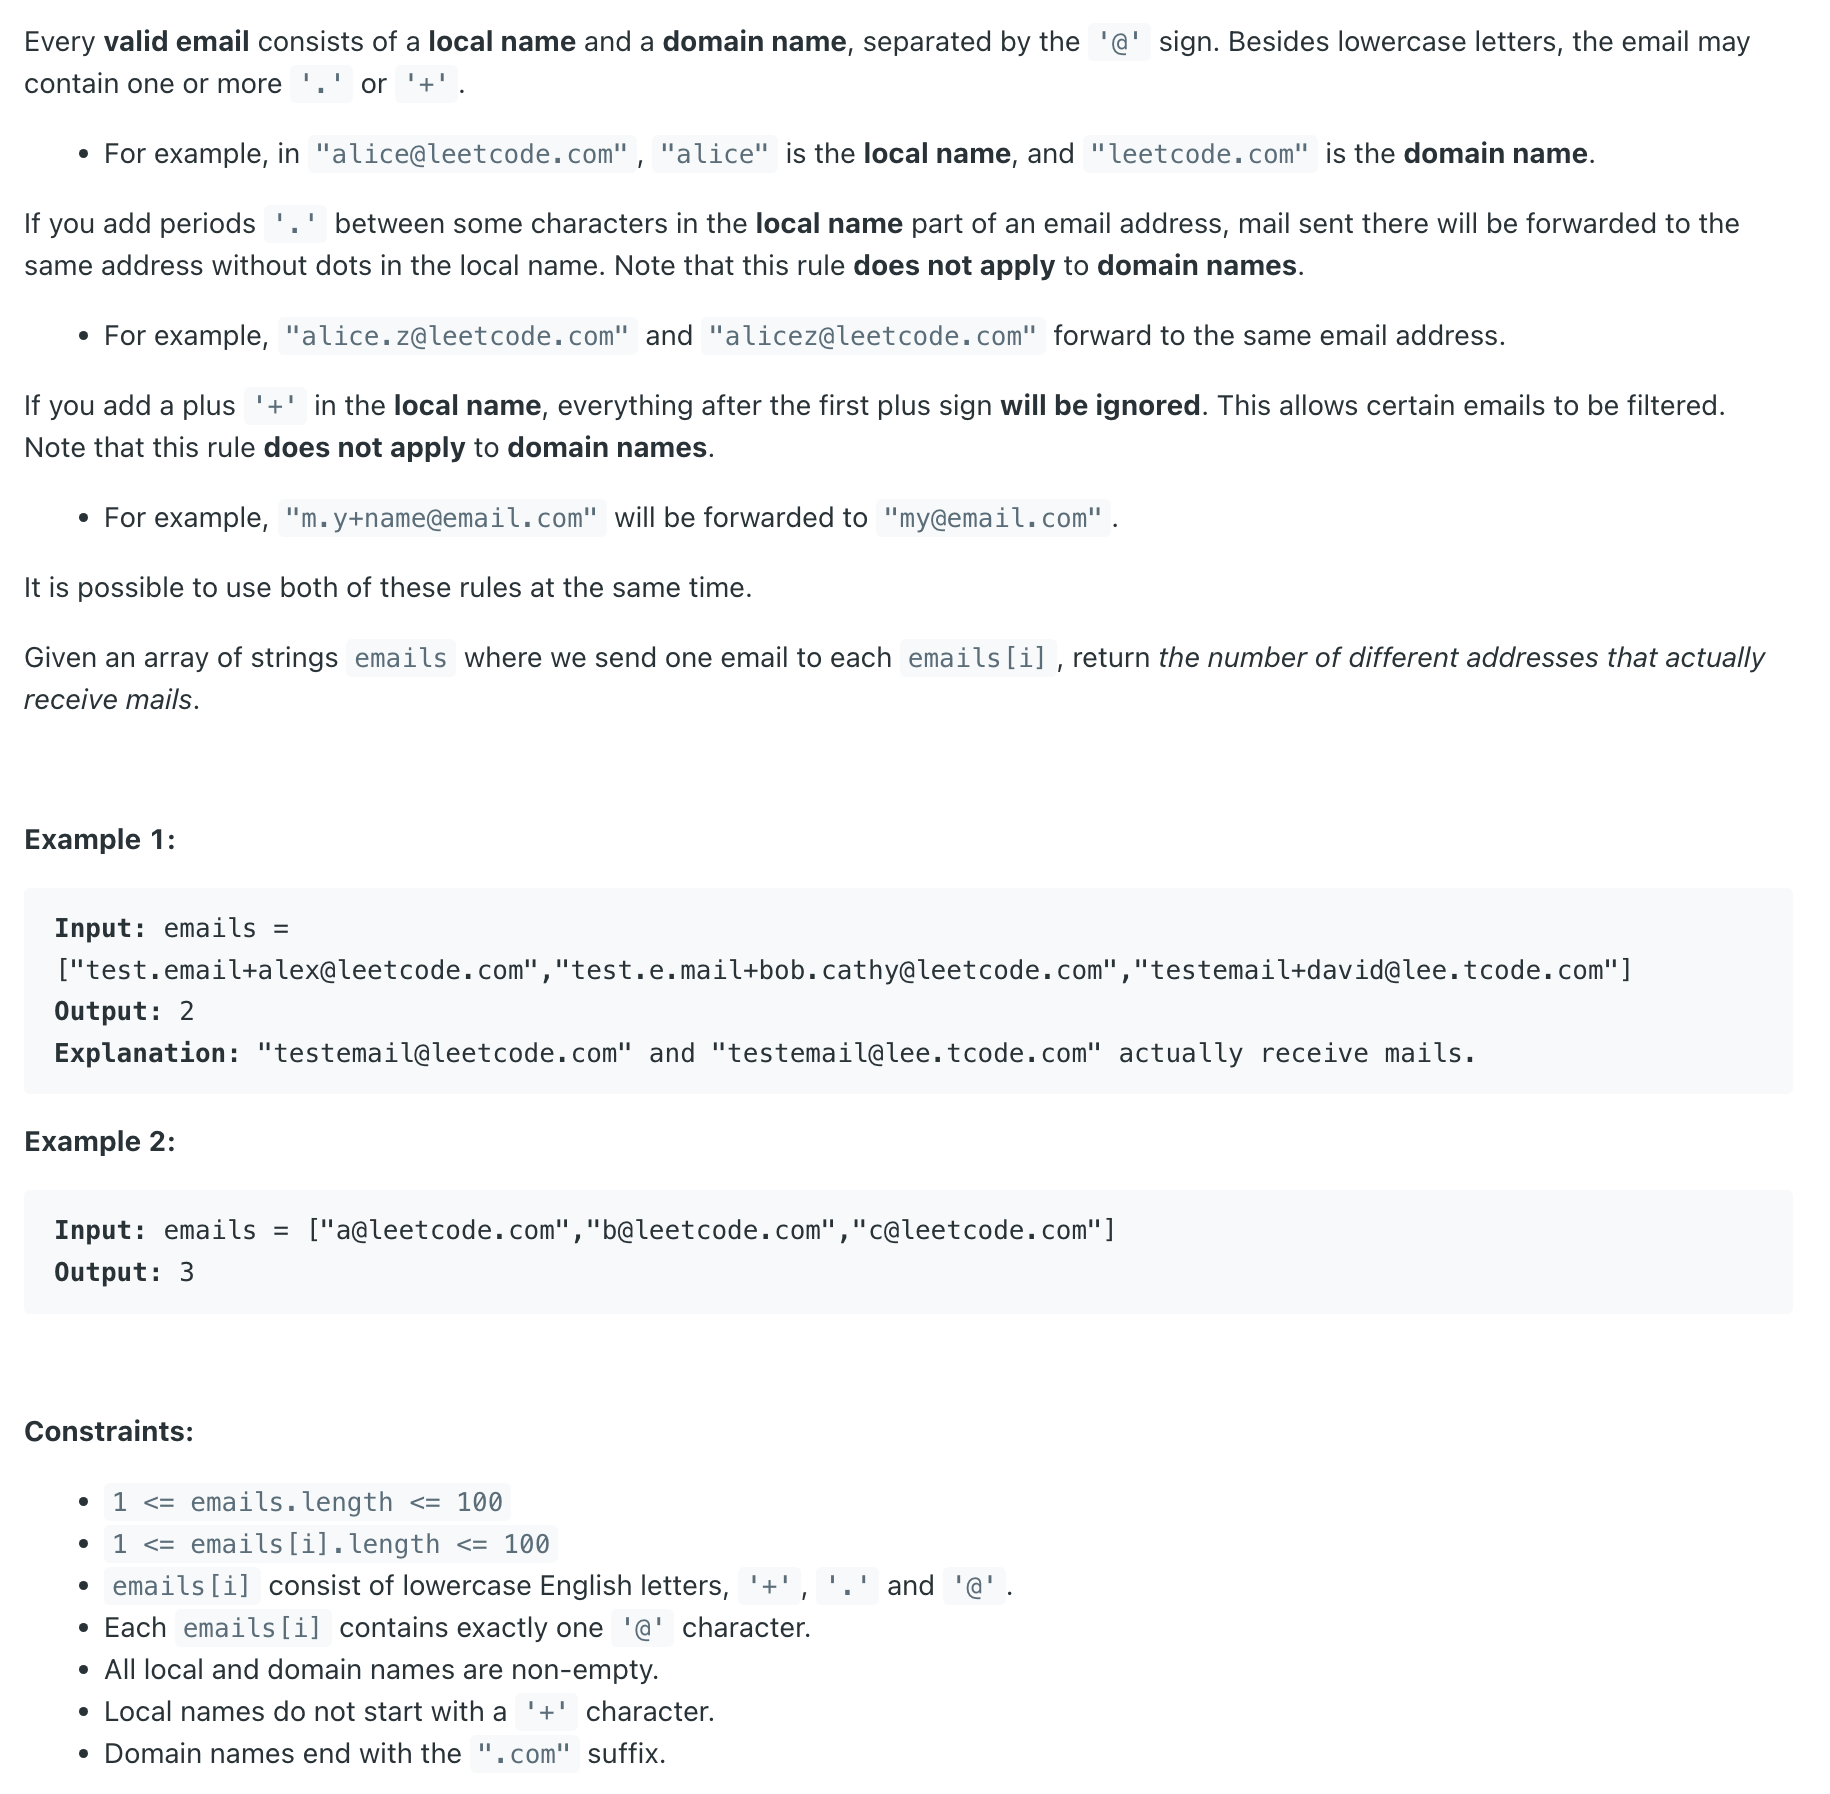 Every valid email consists of a local name and a domain name, separated by the '@' sign. Besides lowercase letters, the email may
contain one or more '.' or '+'.
• For example, in "alice@leetcode.com", "alice" is the local name, and "leetcode.com" is the domain name.
If you add periods '.' between some characters in the local name part of an email address, mail sent there will be forwarded to the
same address without dots in the local name. Note that this rule does not apply to domain names.
• For example, "alice.z@leetcode.com" and "alicez@leetcode.com" forward to the same email address.
If you add a plus '+' in the local name, everything after the first plus sign will be ignored. This allows certain emails to be filtered.
Note that this rule does not apply to domain names.
• For example, "m.y+name@email.com" will be forwarded to "my@email.com".
It is possible to use both of these rules at the same time.
Given an array of strings emails where we send one email to each emails[i], return the number of different addresses that actually
receive mails.
Example 1:
Input: emails =
["test.email+alex@leetcode.com","test.e.mail+bob.cathy@leetcode.com","testemail+david@lee.tcode.com"]
Output: 2
Explanation: "testemail@leetcode.com" and "testemail@lee.tcode.com" actually receive mails.
Example 2:
Input: emails = ["a@leetcode.com","b@leetcode.com","c@leetcode.com"]
Output: 3
Constraints:
• 1 <= emails.length <= 100
• 1 <= emails[i].length <= 100
• emails[i] consist of lowercase English letters, '+', '.' and '@'.
• Each emails[i] contains exactly one '@' character.
• All local and domain names are non-empty.
• Local names do not start with a '+' character.
• Domain names end with the ".com" suffix.